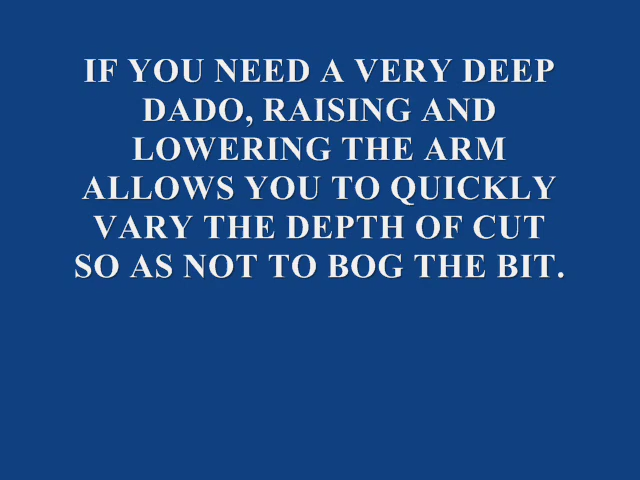 IF YOU NEED A VERY DEEP
DADO, RAISING AND
LOWERING THE ARM
ALLOWS YOU TO QUICKLY
VARY THE DEPTH OF CUT
SO AS NOT TO BOG THE BIT.